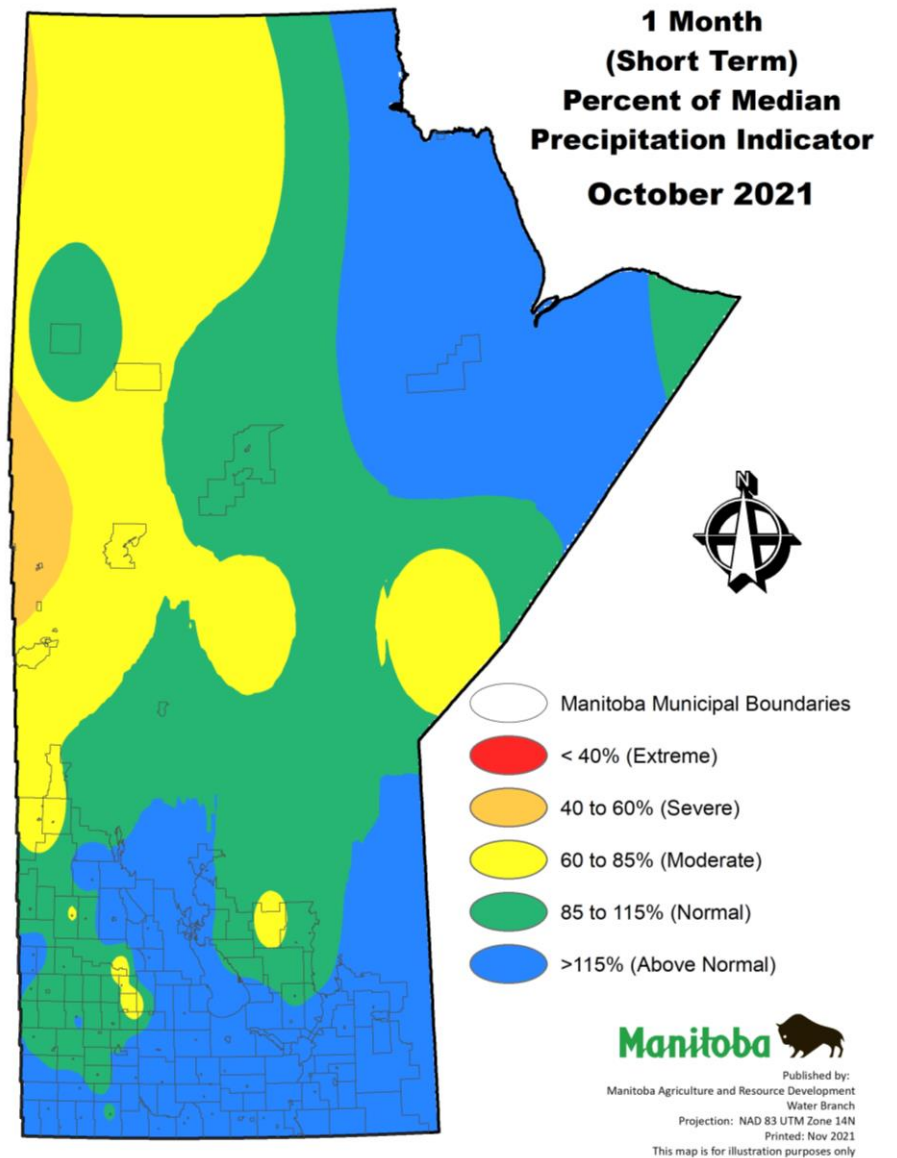 1 Month
(Short Term)
Percent of Median
Precipitation Indicator
October 2021
N
Manitoba Municipal Boundaries
< 40% (Extreme)
40 to 60% (Severe)
60 to 85% (Moderate)
85 to 115% (Normal)
>115% (Above Normal)
Manitoba
Published by:
Manitoba Agriculture and Resource Development
Water Branch
Projection: NAD 83 UTM Zone 14N
Printed: Nov 2021
This map is for illustration purposes only